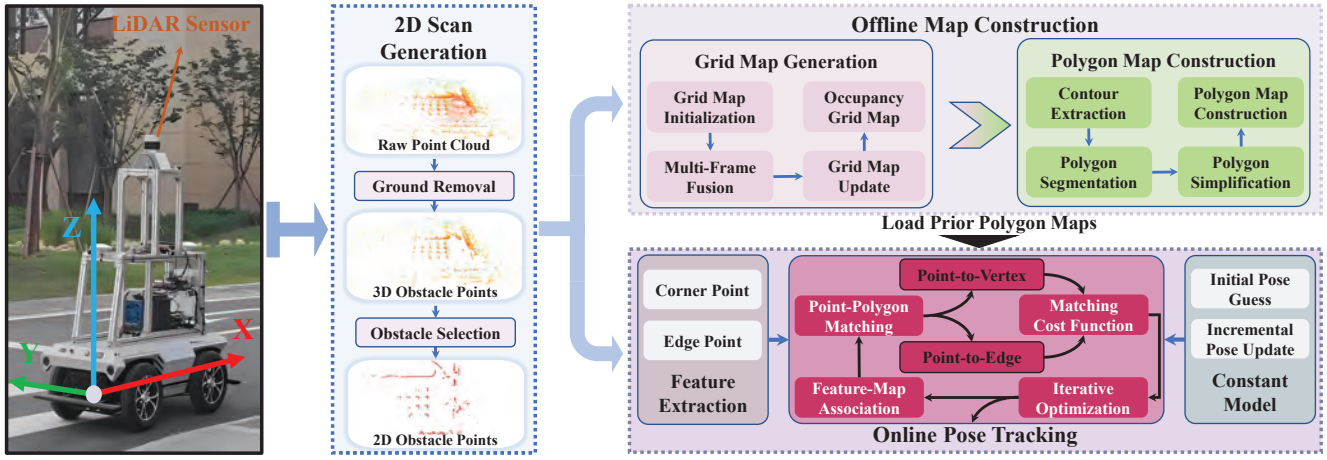 LiDAR Sensor
Z
X
Y
2D Scan
Generation
Raw Point Cloud
Ground Removal
3D Obstacle Points
Obstacle Selection
2D Obstacle Points
Offline Map Construction
Grid Map Generation
Grid Map
Initialization
Occupancy
Grid Map
Multi-Frame
Fusion
Grid Map
Update
Polygon Map Construction
Contour
Extraction
Polygon Map
Construction
Polygon
Segmentation
Polygon
Simplification
Load Prior Polygon Maps
Corner Point
Edge Point
Feature
Extraction
Point-to-Vertex
Point-Polygon
Matching
Matching
Cost Function
Point-to-Edge
Feature-Map
Association
Iterative
Optimization
Initial Pose
Guess
Incremental
Pose Update
Constant
Model
Online Pose Tracking